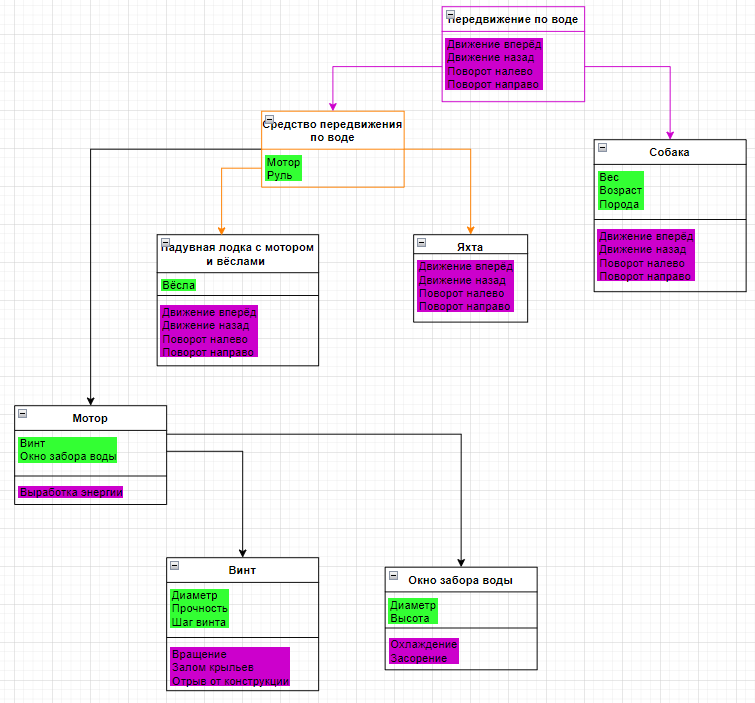 Передвижение по воде
Движение вперёд
Движение назад
Поворот налево
Поворот направо
Средство передвижения
по воде
Мотор
Руль
Собака
Вес
Возраст
Порода
Движение вперёд
Движение назад
Поворот налево
Поворот направо
Надувная лодка с мотором
и вёслами
Вёсла
Движение вперёд
Движение назад
Поворот налево
Поворот направо
Яхта
Движение вперёд
Движение назад
Поворот налево
Поворот направо
Мотор
Винт
Окно забора воды
Выработка энергии
Винт
Диаметр
Прочность
Шаг винта
Вращение
Залом крыльев
Отрыв от конструкции
Окно забора воды
Диаметр
Высота
Охлаждение
Засорение